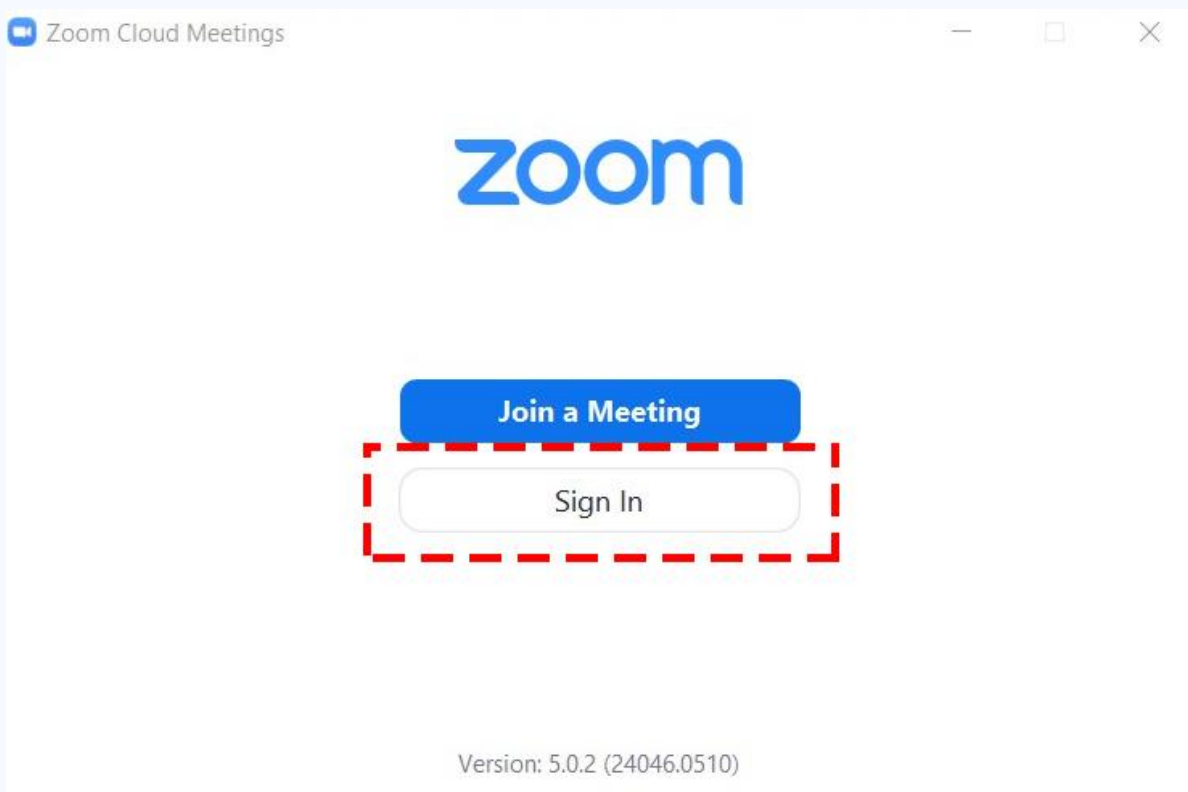 Zoom Cloud Meetings
zoom
Join a Meeting
Sign In
Version: 5.0.2 (24046.0510)